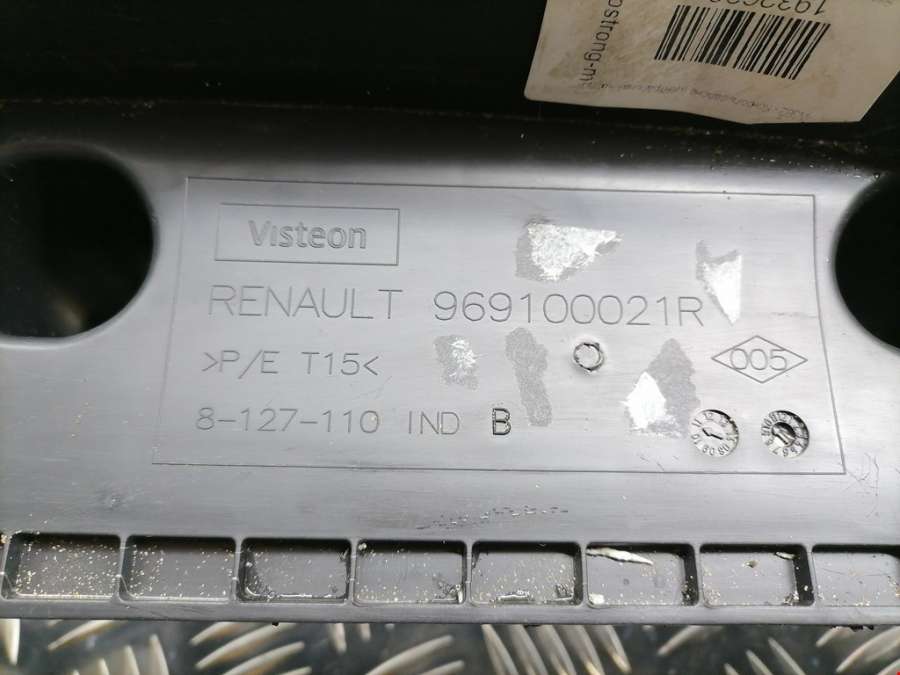 Visteon
RENAULT 969100021R
>P/E T15<
005
8-127-110 IND B